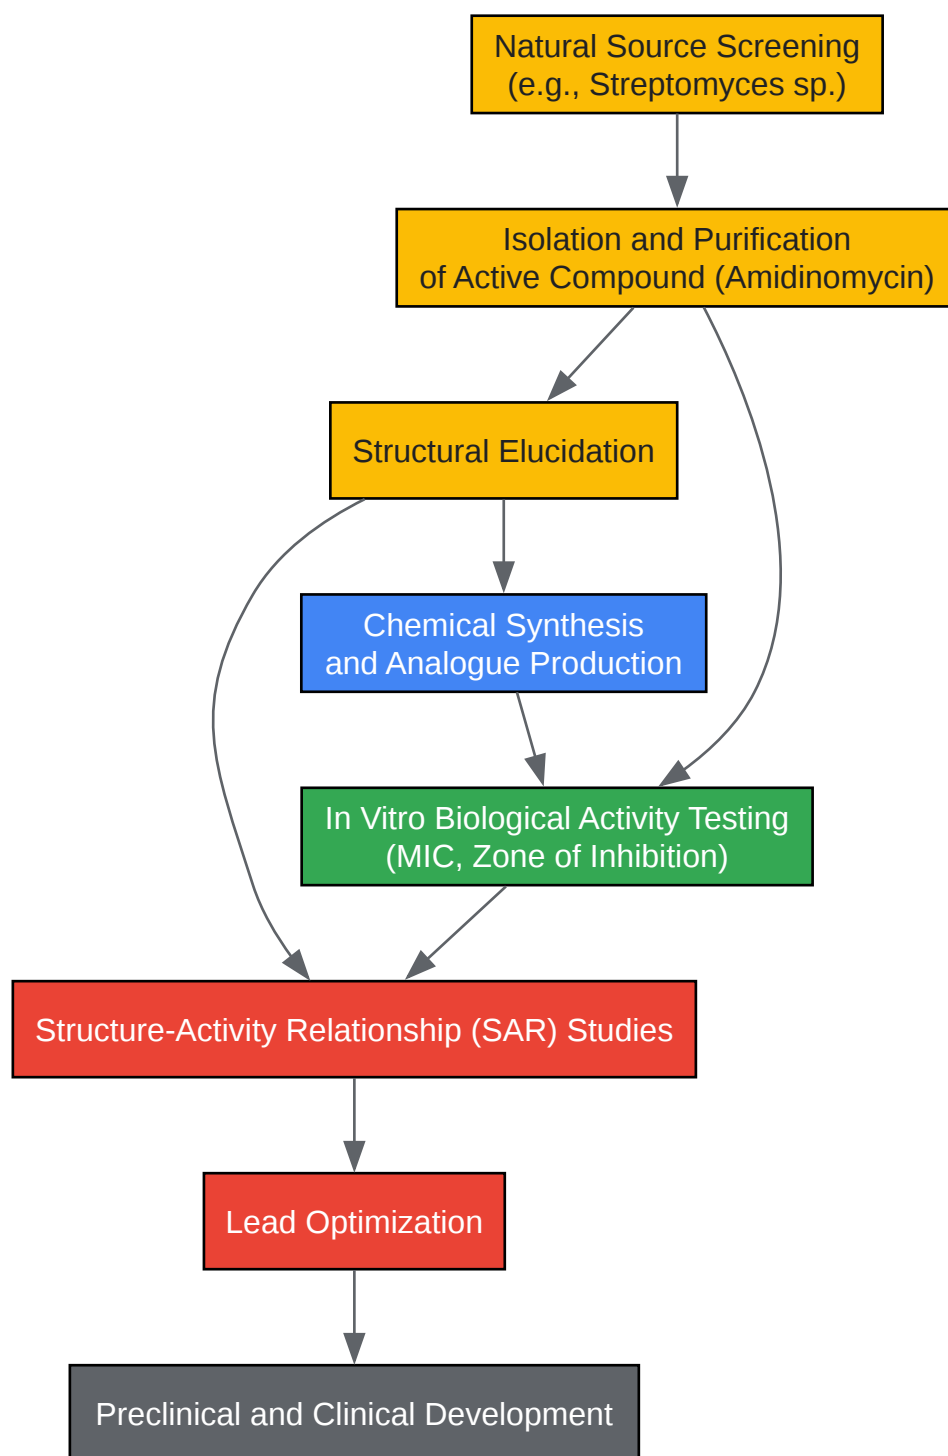 Natural Source Screening
(e.g., Streptomyces sp.)
Isolation and Purification
of Active Compound (Amidinomycin)
Structural Elucidation
Chemical Synthesis
and Analogue Production
In Vitro Biological Activity Testing
(MIC, Zone of Inhibition)
Structure-Activity Relationship (SAR) Studies
Lead Optimization
Preclinical and Clinical Development